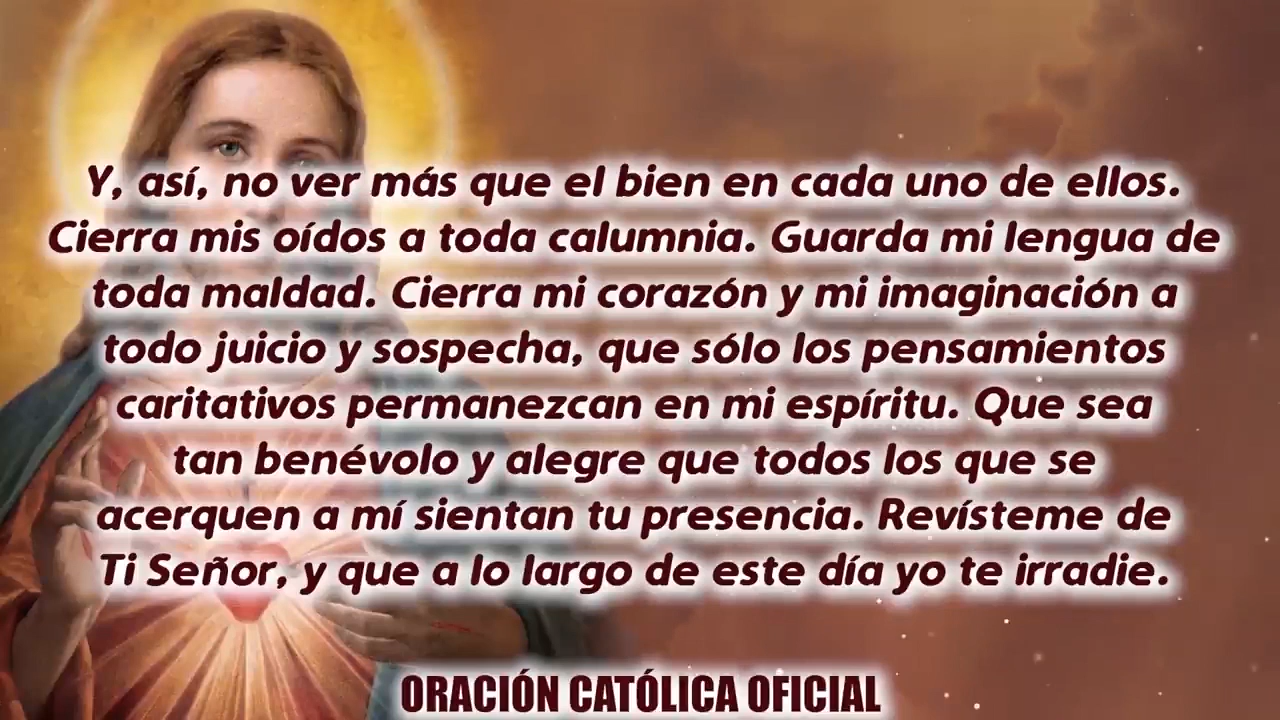 Y, así, no ver más que el bien en cada uno de ellos.
Cierra mis oídos a toda calumnia. Guarda mi lengua de
toda maldad. Cierra mi corazón y mi imaginación a
todo juicio y sospecha, que sólo los pensamientos
caritativos permanezcan en mi espíritu. Que sea
tan benévolo y alegre que todos los que se
acerquen a mí sientan tu presencia. Revísteme de
Ti Señor, y que a lo largo de este día yo te irradie.
ORACIÓN CATÓLICA OFICIAL